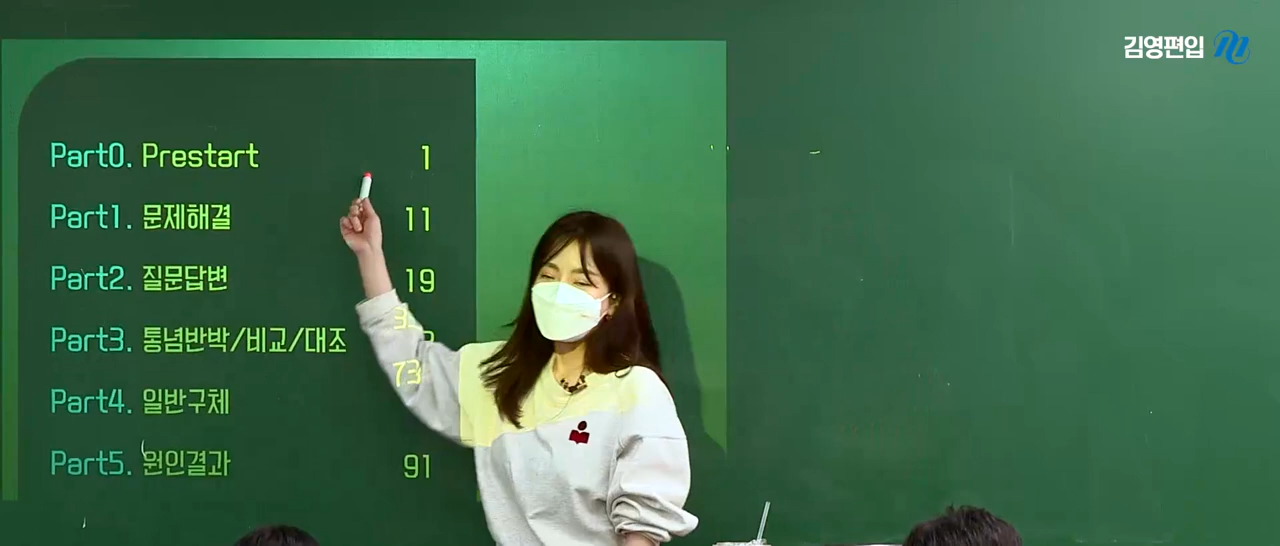 김영편입
Part0. Prestart 1
Part1. 문제해결 11
Part2. 질문답변 19
Part3. 통념반박/비교/대조 3
Part4. 일반구체 73
Part5. 원인결과 91